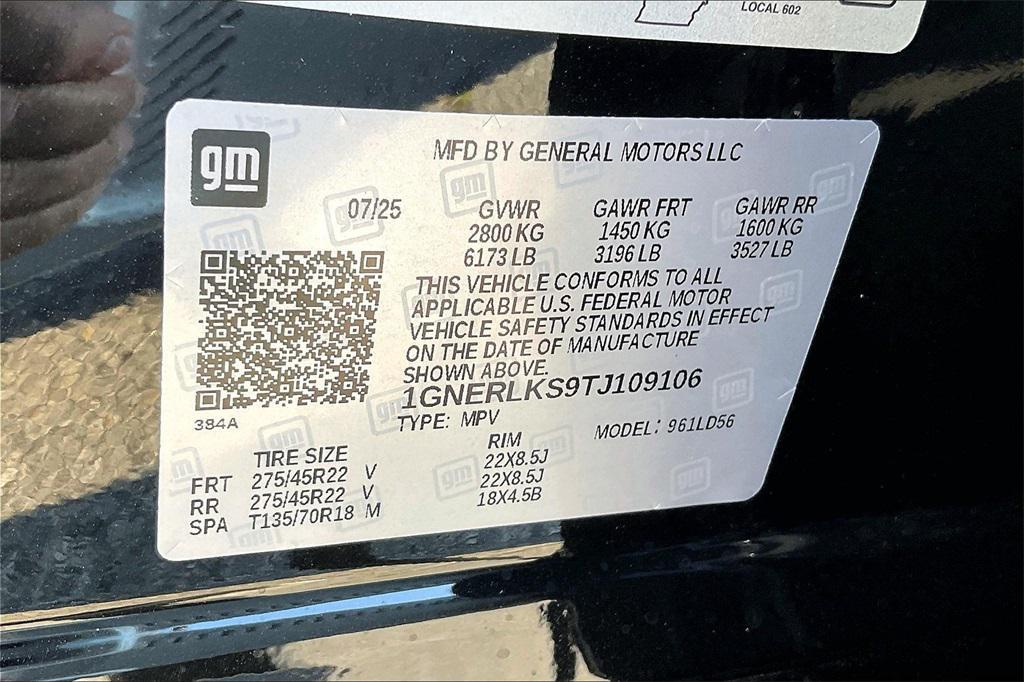 LOCAL 602
gm
MFD BY GENERAL MOTORS LLC
07/25 GVWR GAWR FRT GAWR RR
2800 KG 1450 KG 1600 KG
6173 LB 3196 LB 3527 LB
THIS VEHICLE CONFORMS TO ALL
APPLICABLE U.S. FEDERAL MOTOR
VEHICLE SAFETY STANDARDS IN EFFECT
ON THE DATE OF MANUFACTURE
SHOWN ABOVE.
1GNERLKS9TJ109106
384A
TYPE: MPV MODEL: 961LD56
TIRE SIZE RIM
FRT 275/45R22 V 22X8.5J
RR 275/45R22 V 22X8.5J
SPA T135/70R18 M 18X4.5B